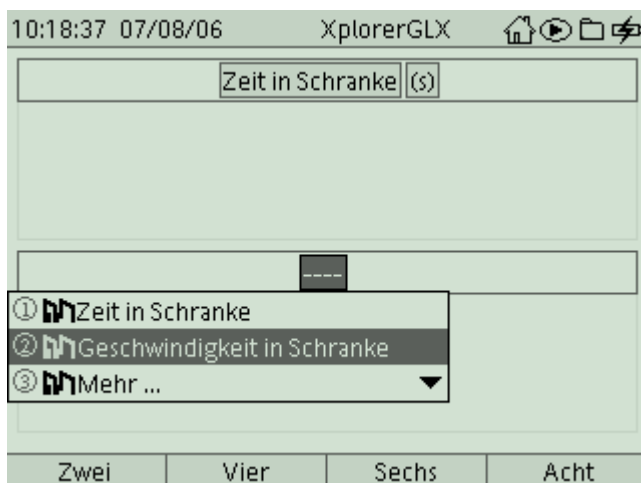 10:18:37 07/08/06 XplorerGLX
Zeit in Schranke (s)
----
① Zeit in Schranke
② Geschwindigkeit in Schranke
③ Mehr ...
Zwei Vier Sechs Acht